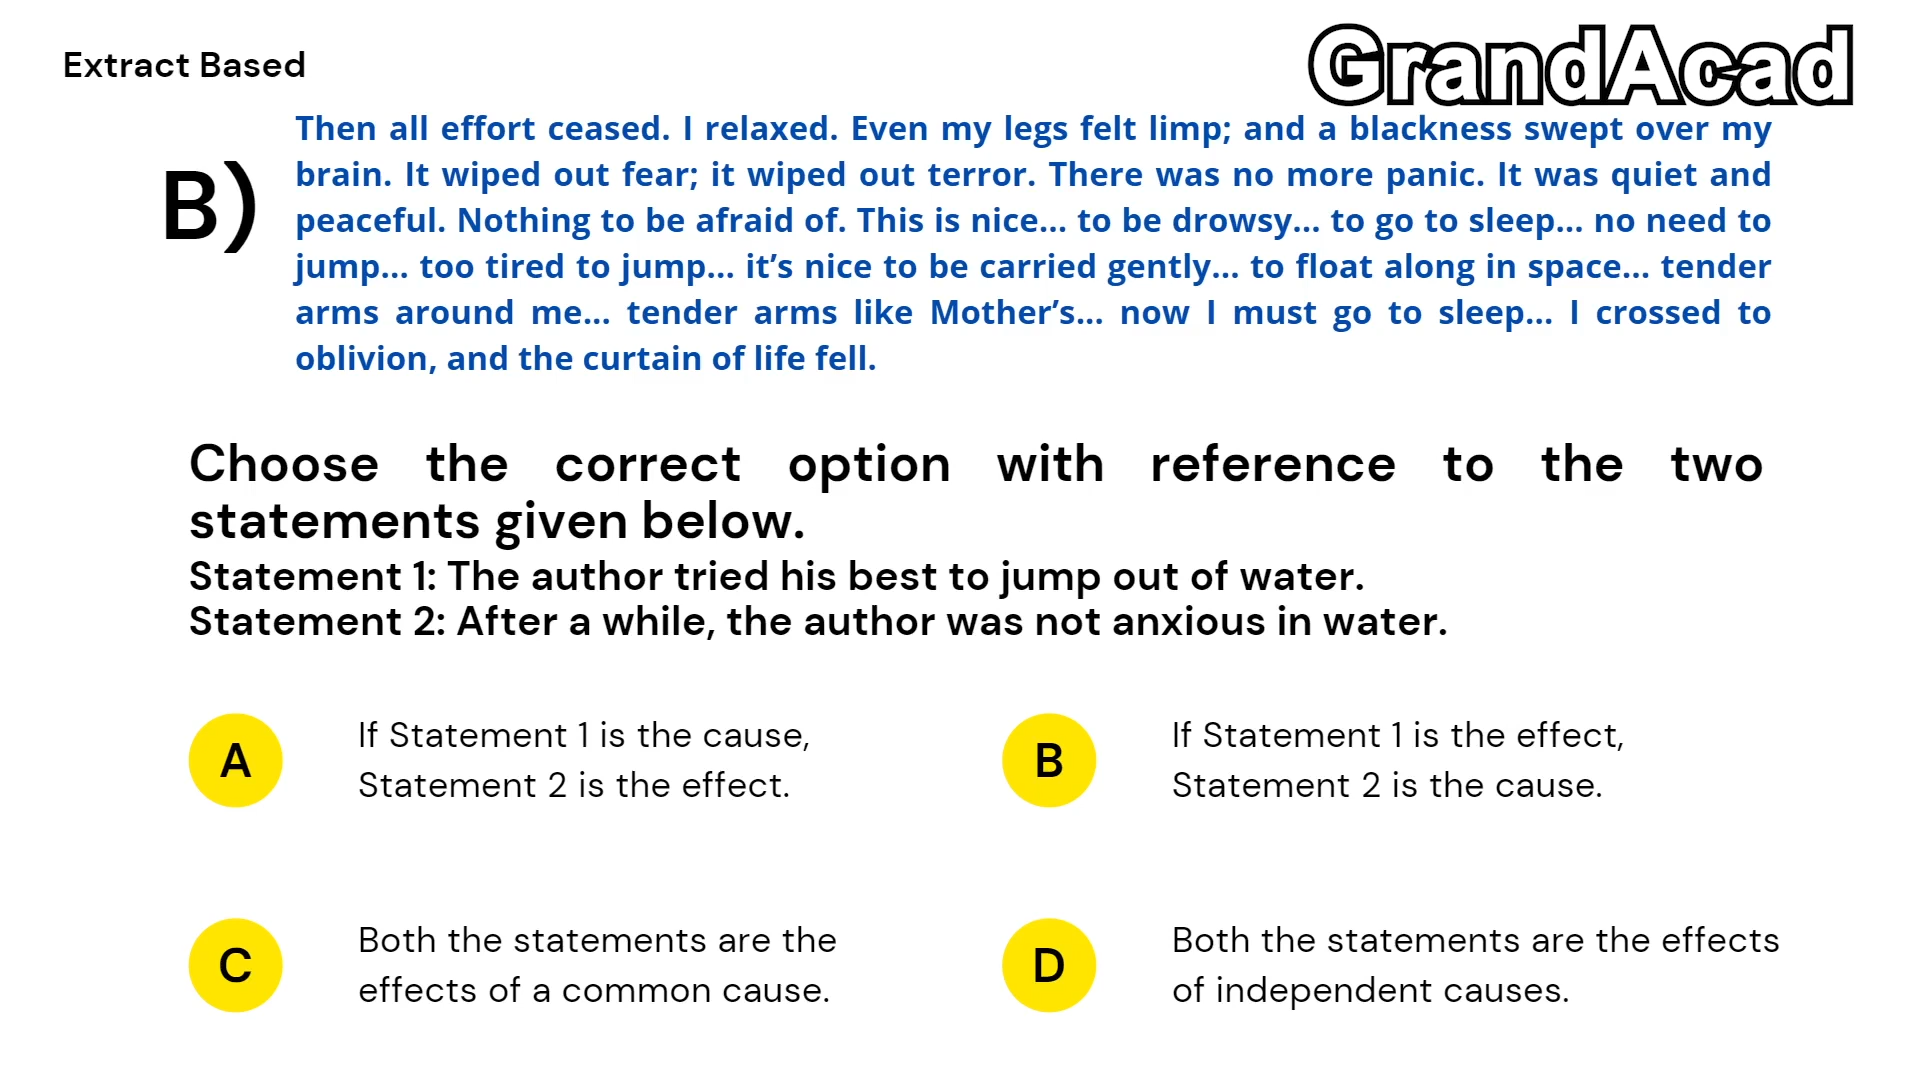 Extract Based
GrandAcad
B)
Then all effort ceased. I relaxed. Even my legs felt limp; and a blackness swept over my
brain. It wiped out fear; it wiped out terror. There was no more panic. It was quiet and
peaceful. Nothing to be afraid of. This is nice... to be drowsy... to go to sleep... no need to
jump... too tired to jump... it’s nice to be carried gently... to float along in space... tender
arms around me... tender arms like Mother’s... now I must go to sleep... I crossed to
oblivion, and the curtain of life fell.
Choose the correct option with reference to the two
statements given below.
Statement 1: The author tried his best to jump out of water.
Statement 2: After a while, the author was not anxious in water.
A
If Statement 1 is the cause,
Statement 2 is the effect.
B
If Statement 1 is the effect,
Statement 2 is the cause.
C
Both the statements are the
effects of a common cause.
D
Both the statements are the effects
of independent causes.